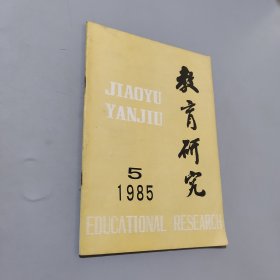 JIAOYU
YANJIU
教育研究
5
1985
EDUCATIONAL RESEARCH